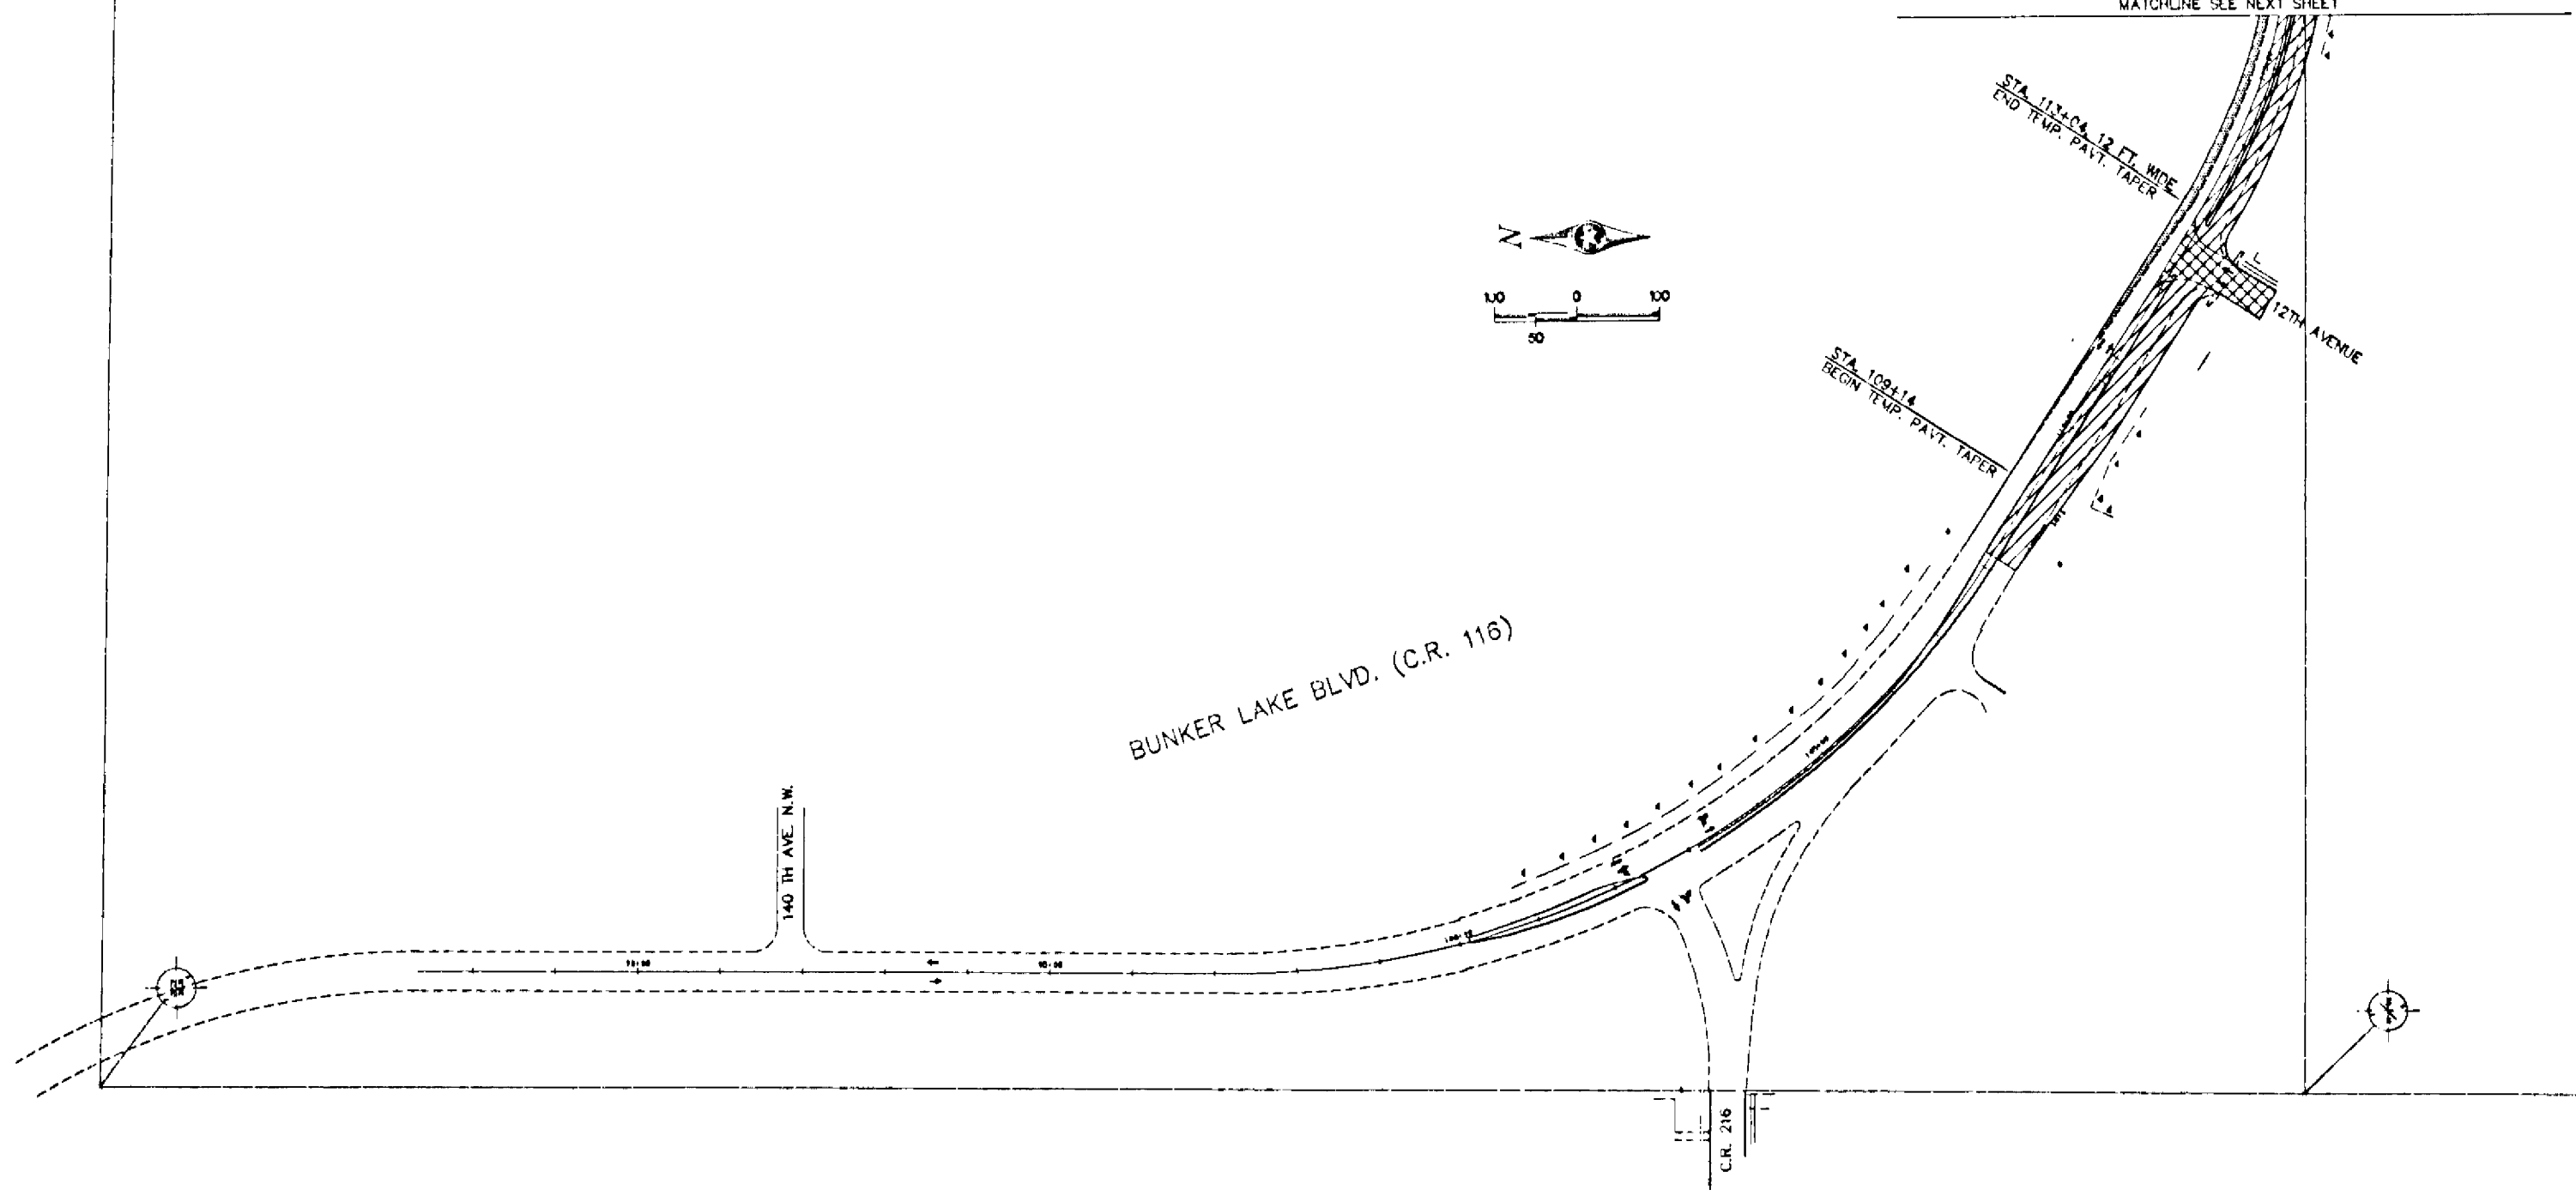 MATCHLINE SEE NEXT SHEET
STA. 113+04, 12 FT. WIDE
END TEMP. PAVT. TAPER
N
100 0 100
50
12TH AVENUE
STA. 109+14
BEGIN TEMP. PAVT. TAPER
BUNKER LAKE BLVD. (C.R. 116)
140 TH AVE. N.W.
C.R. 216